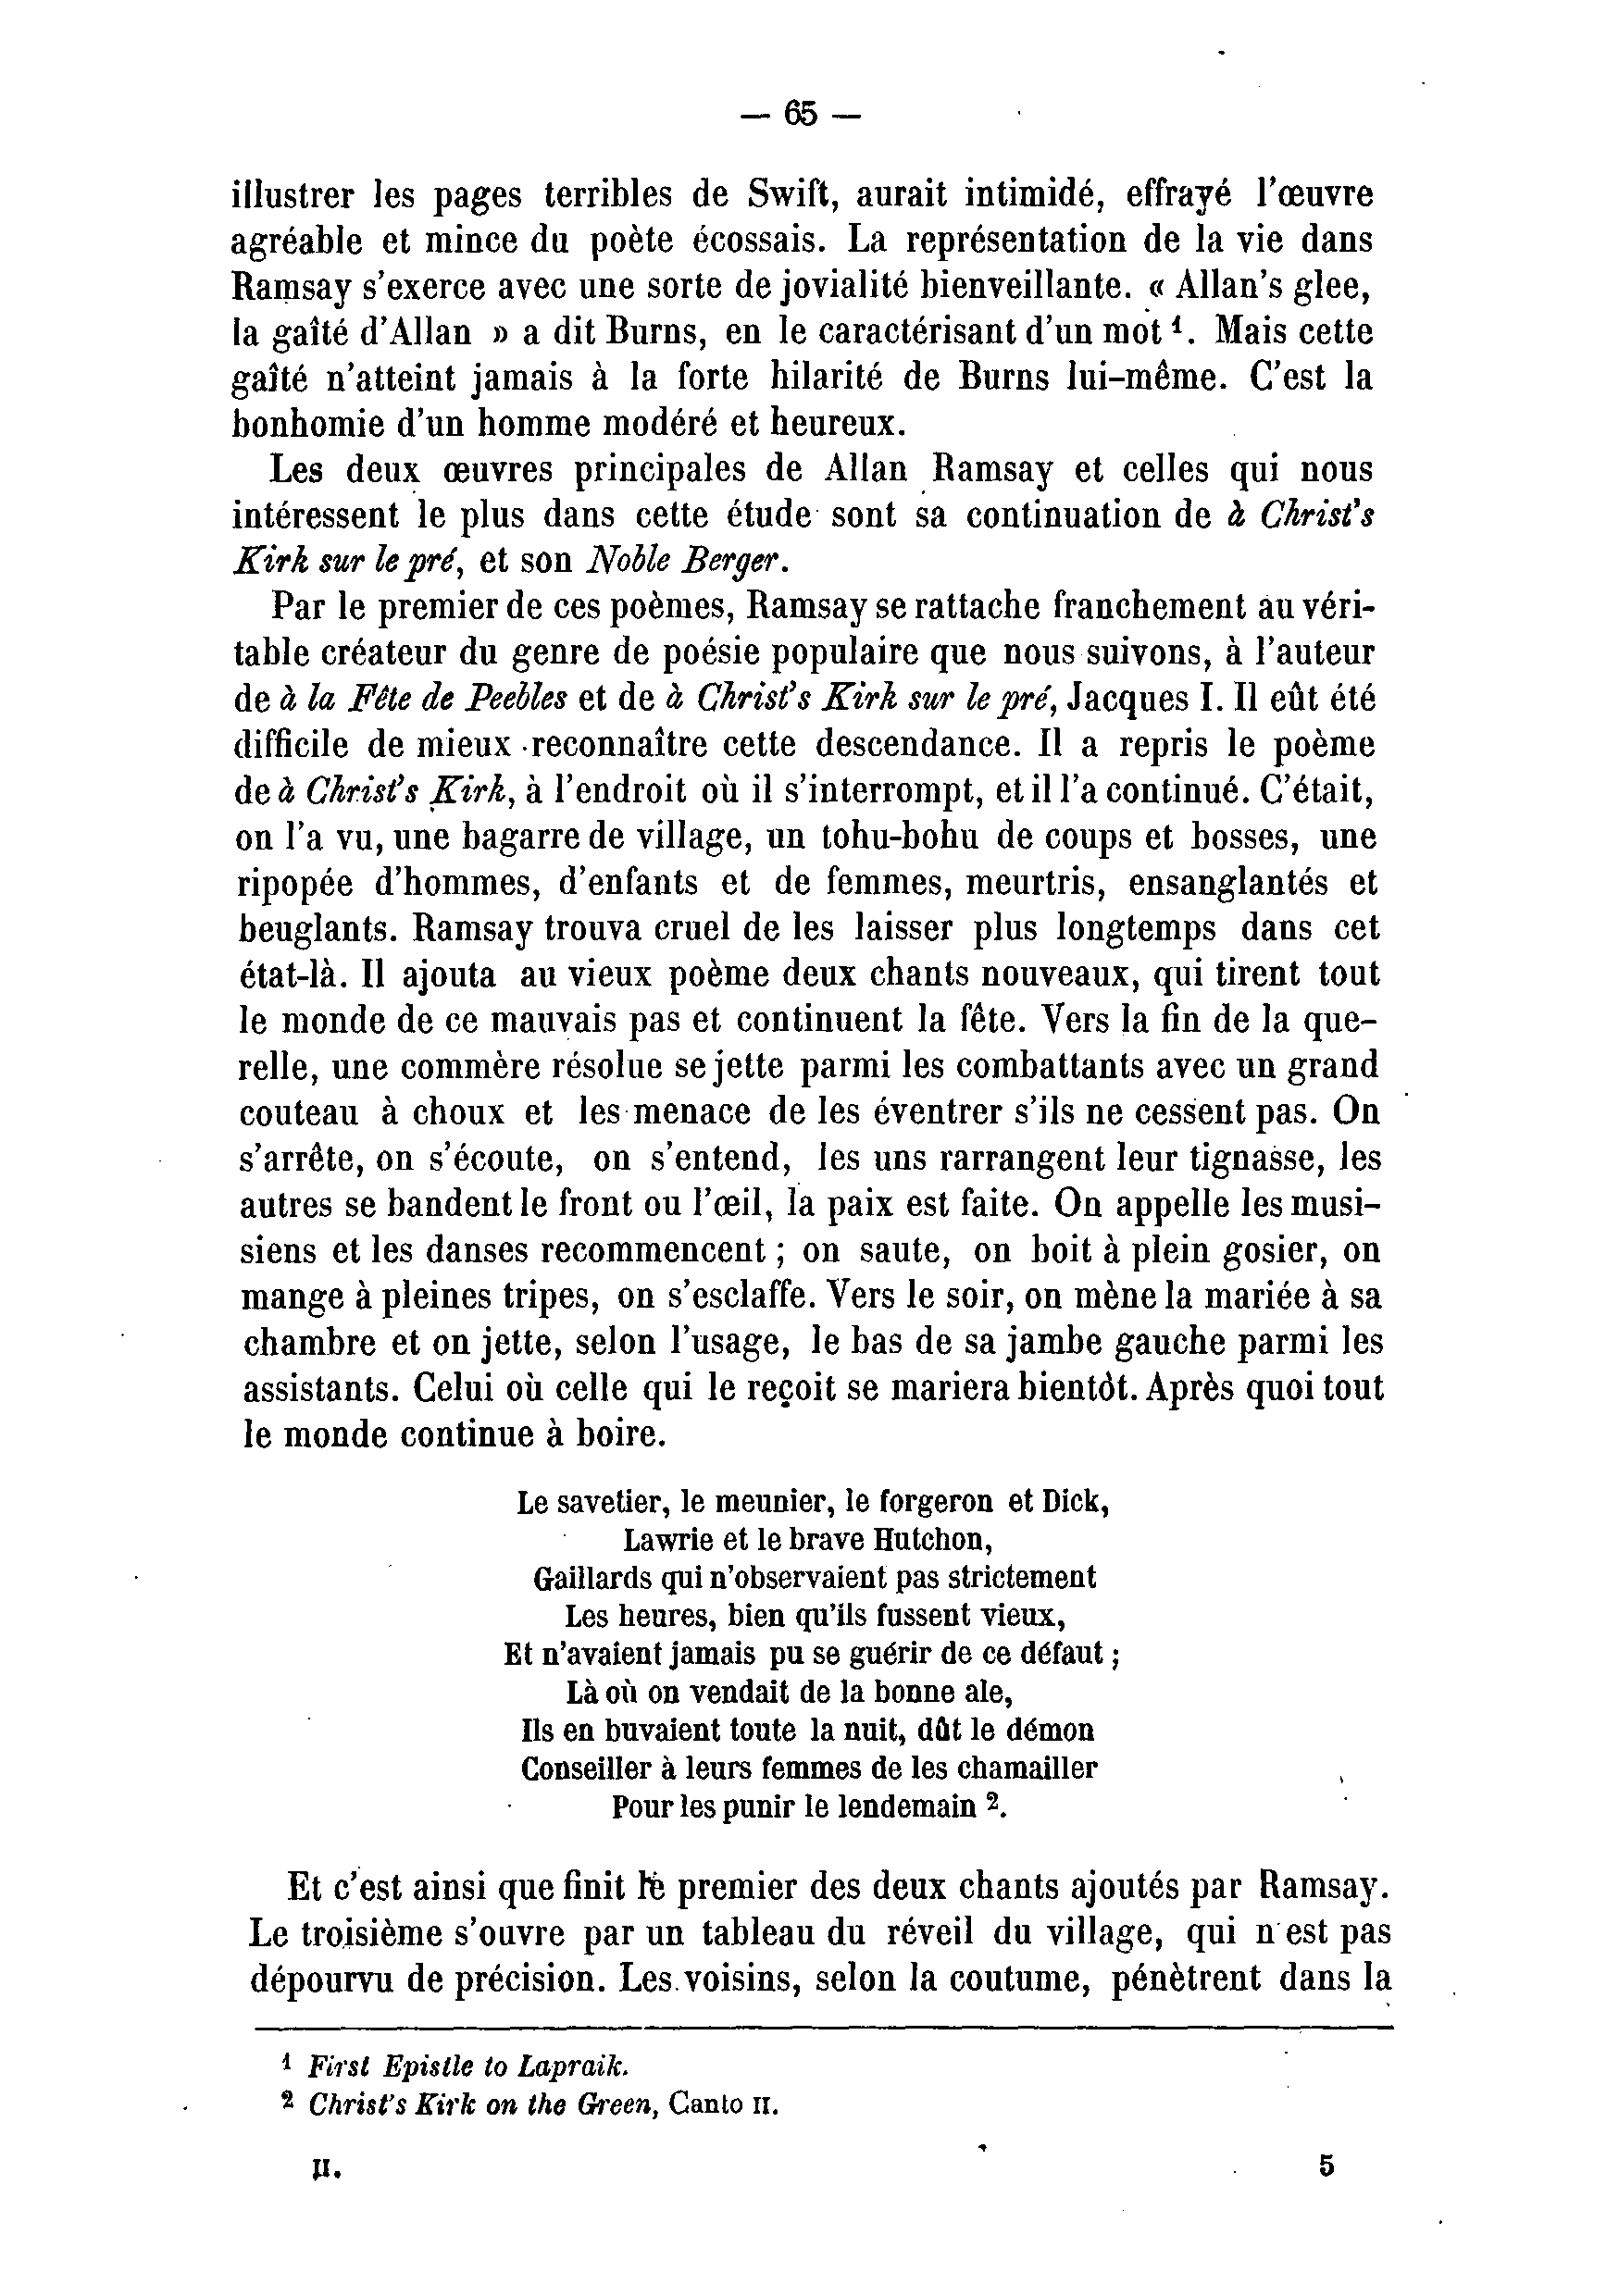 — 65 —
illustrer les pages terribles de Swift, aurait intimidé, effrayé l'œuvre
agréable et mince du poète écossais. La représentation de la vie dans
Ramsay s'exerce avec une sorte de jovialité bienveillante. « Allan's glee,
la gaîté d'Allan » a dit Burns, en le caractérisant d'un mot ¹. Mais cette
gaîté n'atteint jamais à la forte hilarité de Burns lui-même. C'est la
bonhomie d'un homme modéré et heureux.
Les deux œuvres principales de Allan Ramsay et celles qui nous
intéressent le plus dans cette étude sont sa continuation de à Christ's
Kirk sur le pré, et son Noble Berger.
Par le premier de ces poèmes, Ramsay se rattache franchement au véri-
table créateur du genre de poésie populaire que nous suivons, à l'auteur
de à la Fête de Peebles et de à Christ's Kirk sur le pré, Jacques I. Il eût été
difficile de mieux reconnaître cette descendance. Il a repris le poème
de à Christ's Kirk, à l'endroit où il s'interrompt, et il l'a continué. C'était,
on l'a vu, une bagarre de village, un tohu-bohu de coups et bosses, une
ripopée d'hommes, d'enfants et de femmes, meurtris, ensanglantés et
beuglants. Ramsay trouva cruel de les laisser plus longtemps dans cet
état-là. Il ajouta au vieux poème deux chants nouveaux, qui tirent tout
le monde de ce mauvais pas et continuent la fête. Vers la fin de la que-
relle, une commère résolue se jette parmi les combattants avec un grand
couteau à choux et les menace de les éventrer s'ils ne cessent pas. On
s'arrête, on s'écoute, on s'entend, les uns rarrangent leur tignasse, les
autres se bandent le front ou l'œil, la paix est faite. On appelle les musi-
siens et les danses recommencent ; on saute, on boit à plein gosier, on
mange à pleines tripes, on s'esclaffe. Vers le soir, on mène la mariée à sa
chambre et on jette, selon l'usage, le bas de sa jambe gauche parmi les
assistants. Celui où celle qui le reçoit se mariera bientôt. Après quoi tout
le monde continue à boire.
Le savetier, le meunier, le forgeron et Dick,
Lawrie et le brave Hutchon,
Gaillards qui n'observaient pas strictement
Les heures, bien qu'ils fussent vieux,
Et n'avaient jamais pu se guérir de ce défaut ;
Là où on vendait de la bonne ale,
Ils en buvaient toute la nuit, dût le démon
Conseiller à leurs femmes de les chamailler
Pour les punir le lendemain ².
Et c'est ainsi que finit le premier des deux chants ajoutés par Ramsay.
Le troisième s'ouvre par un tableau du réveil du village, qui n'est pas
dépourvu de précision. Les voisins, selon la coutume, pénètrent dans la
¹ First Epistle to Lapraik.
² Christ's Kirk on the Green, Canto II.
II. 5